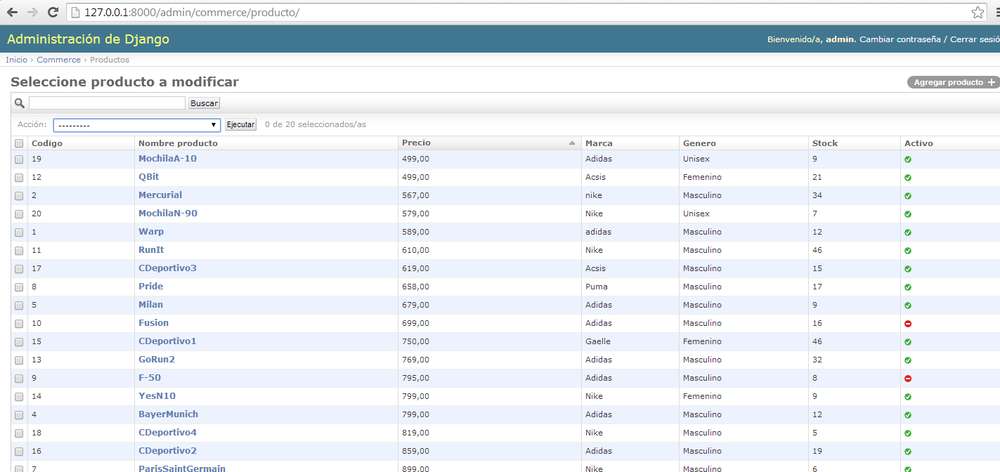 127.0.0.1:8000/admin/commerce/producto/
Administración de Django
Bienvenido/a, admin. Cambiar contraseña / Cerrar sesió
Inicio › Commerce › Productos
Seleccione producto a modificar
Agregar producto +
Buscar
Acción: --------- Ejecutar 0 de 20 seleccionados/as
Codigo Nombre producto Precio Marca Genero Stock Activo
19 MochilaA-10 499,00 Adidas Unisex 9
12 QBit 499,00 Acsis Femenino 21
2 Mercurial 567,00 nike Masculino 34
20 MochilaN-90 579,00 Nike Unisex 7
1 Warp 589,00 adidas Masculino 12
11 RunIt 610,00 Nike Masculino 46
17 CDeportivo3 619,00 Acsis Masculino 15
8 Pride 658,00 Puma Masculino 17
5 Milan 679,00 Adidas Masculino 9
10 Fusion 699,00 Adidas Masculino 16
15 CDeportivo1 750,00 Gaelle Femenino 46
13 GoRun2 769,00 Adidas Masculino 32
9 F-50 795,00 Adidas Masculino 8
14 YesN10 799,00 Nike Femenino 9
4 BayerMunich 799,00 Adidas Masculino 12
18 CDeportivo4 819,00 Nike Masculino 5
16 CDeportivo2 859,00 Adidas Masculino 19
7 ParisSaintGermain 899,00 Nike Masculino 6